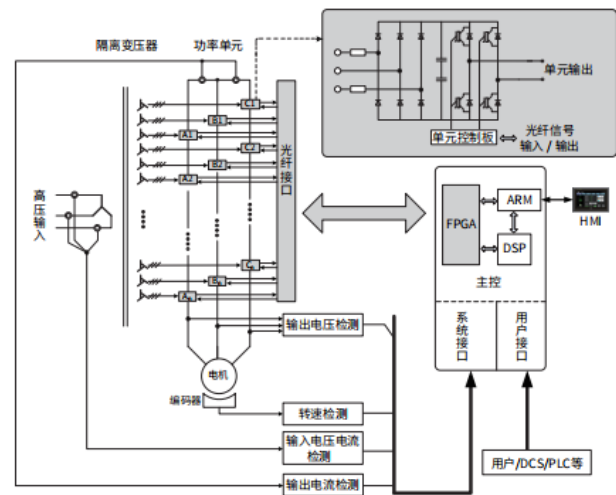 隔离变压器
功率单元
单元输出
单元控制板
光纤信号
输入 / 输出
C1
B1
A1
C2
B2
A2
光纤接口
高压输入
FPGA
ARM
DSP
HMI
主控
Bn
An
系统接口
用户接口
输出电压检测
电机
编码器
转速检测
输入电压电流
检测
输出电流检测
用户/DCS/PLC等